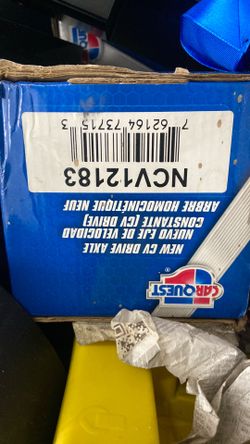 CARQUEST
®
NEW CV DRIVE AXLE
NUEVO EJE DE VELOCIDAD
CONSTANTE (CV DRIVE)
ARBRE HOMOCINÉTIQUE NEUF
NCV12183
7 62164 73715 3